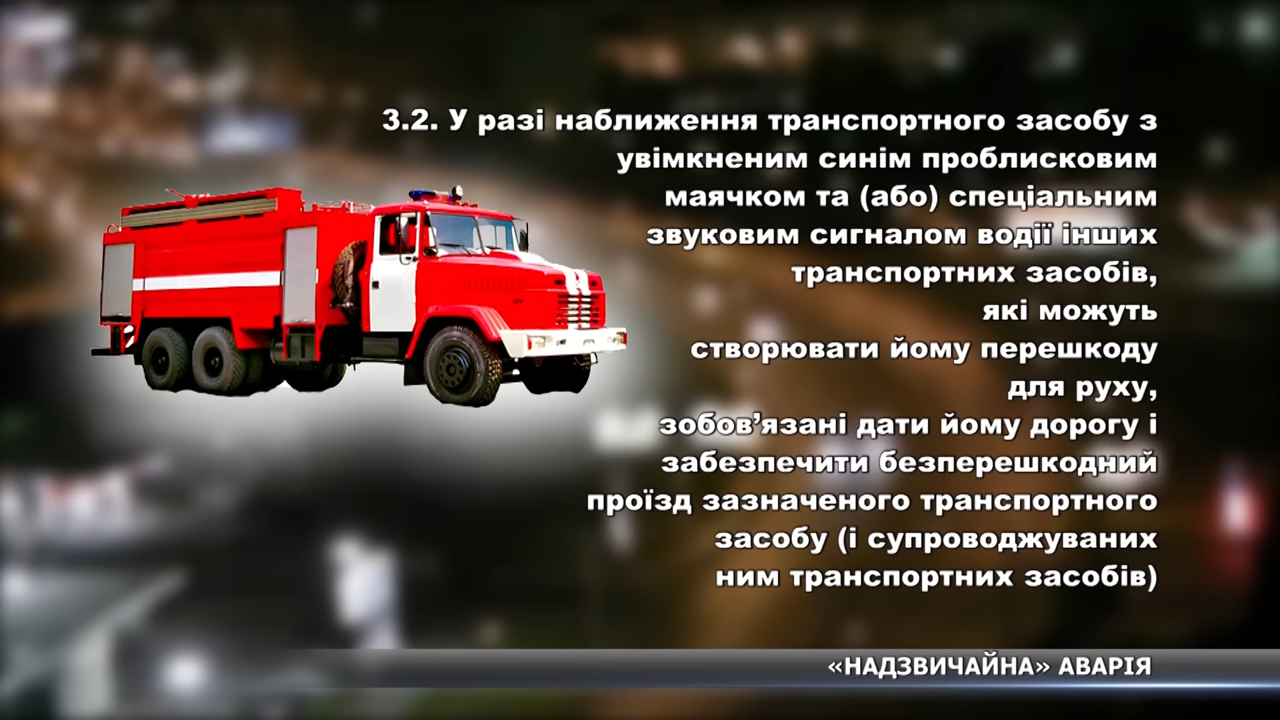 3.2. У разі наближення транспортного засобу з
увімкненим синім проблисковим
маячком та (або) спеціальним
звуковим сигналом водії інших
транспортних засобів,
які можуть
створювати йому перешкоду
для руху,
зобов’язані дати йому дорогу і
забезпечити безперешкодний
проїзд зазначеного транспортного
засобу (і супроводжуваних
ним транспортних засобів)
«НАДЗВИЧАЙНА» АВАРІЯ